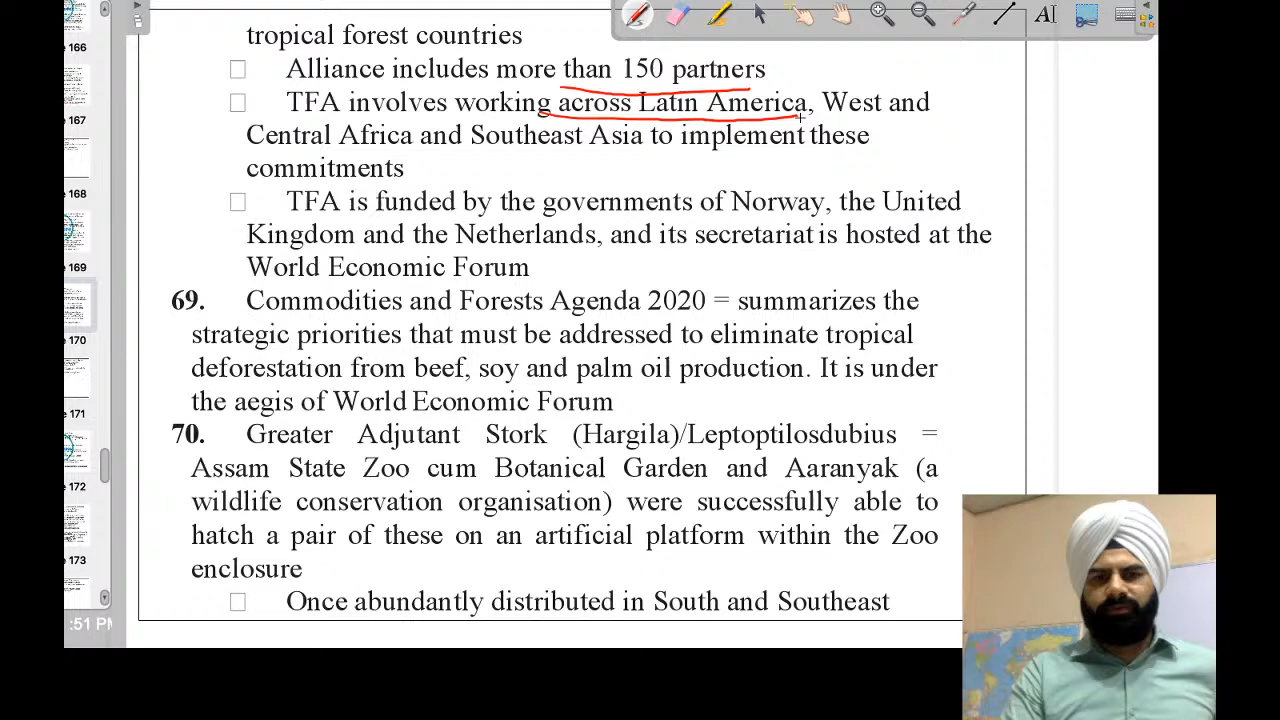 166
167
168
169
170
171
172
173
:51 PM
AI
tropical forest countries
Alliance includes more than 150 partners
TFA involves working across Latin America, West and
Central Africa and Southeast Asia to implement these
commitments
TFA is funded by the governments of Norway, the United
Kingdom and the Netherlands, and its secretariat is hosted at the
World Economic Forum
69. Commodities and Forests Agenda 2020 = summarizes the
strategic priorities that must be addressed to eliminate tropical
deforestation from beef, soy and palm oil production. It is under
the aegis of World Economic Forum
70. Greater Adjutant Stork (Hargila)/Leptoptilosdubius =
Assam State Zoo cum Botanical Garden and Aaranyak (a
wildlife conservation organisation) were successfully able to
hatch a pair of these on an artificial platform within the Zoo
enclosure
Once abundantly distributed in South and Southeast